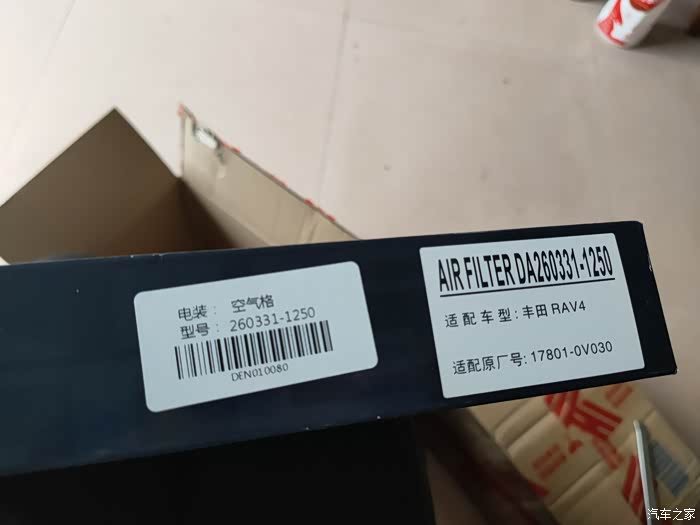 电装： 空气格
型号： 260331-1250
DEN010080
AIR FILTER DA260331-1250
适配车型：丰田 RAV4
适配原厂号：17801-0V030
汽车之家